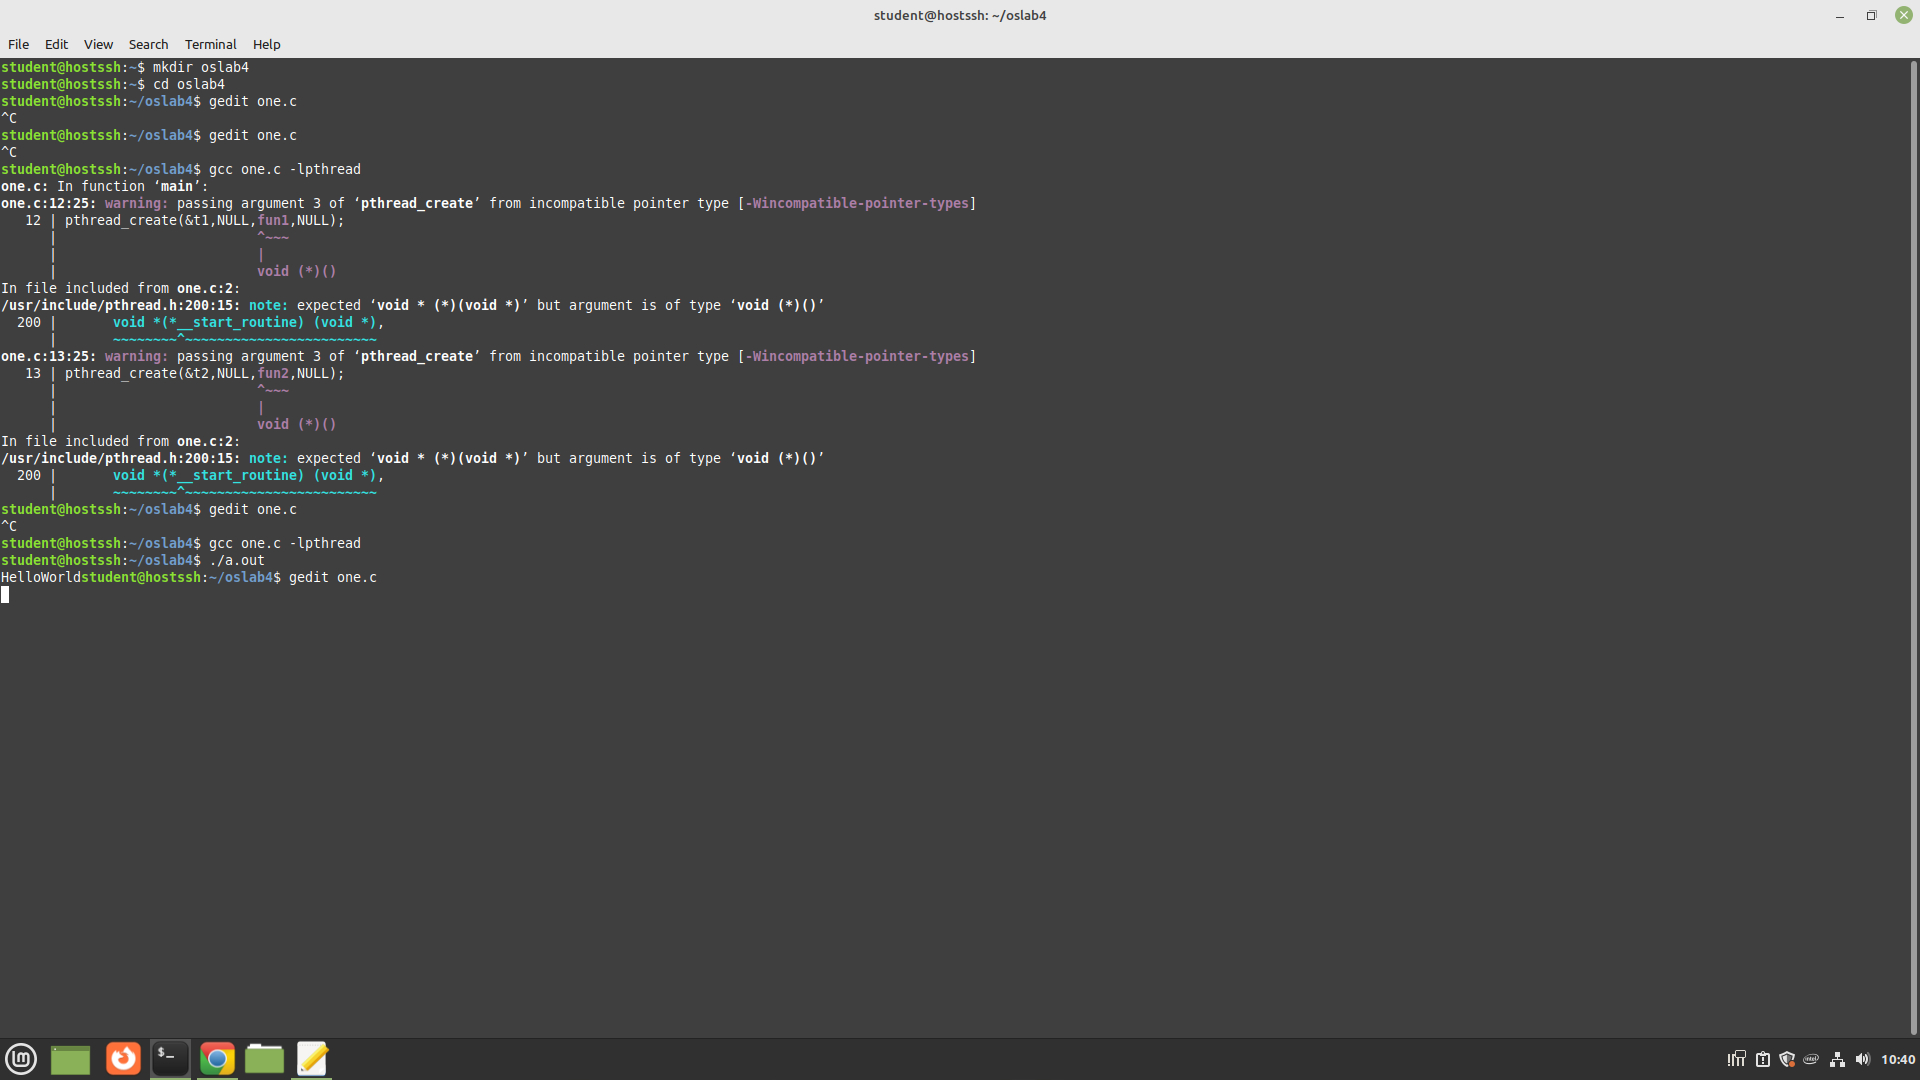 student@hostssh: ~/oslab4
File Edit View Search Terminal Help
student@hostssh:~$ mkdir oslab4
student@hostssh:~$ cd oslab4
student@hostssh:~/oslab4$ gedit one.c
^C
student@hostssh:~/oslab4$ gedit one.c
^C
student@hostssh:~/oslab4$ gcc one.c -lpthread
one.c: In function ‘main’:
one.c:12:25: warning: passing argument 3 of ‘pthread_create’ from incompatible pointer type [-Wincompatible-pointer-types]
   12 | pthread_create(&t1,NULL,fun1,NULL);
      |                         ^~~~
      |                         |
      |                         void (*)()
In file included from one.c:2:
/usr/include/pthread.h:200:15: note: expected ‘void * (*)(void *)’ but argument is of type ‘void (*)()’
  200 |       void *(*__start_routine) (void *),
      |       ~~~~~~~~^~~~~~~~~~~~~~~~~~~~~~~~~
one.c:13:25: warning: passing argument 3 of ‘pthread_create’ from incompatible pointer type [-Wincompatible-pointer-types]
   13 | pthread_create(&t2,NULL,fun2,NULL);
      |                         ^~~~
      |                         |
      |                         void (*)()
In file included from one.c:2:
/usr/include/pthread.h:200:15: note: expected ‘void * (*)(void *)’ but argument is of type ‘void (*)()’
  200 |       void *(*__start_routine) (void *),
      |       ~~~~~~~~^~~~~~~~~~~~~~~~~~~~~~~~~
student@hostssh:~/oslab4$ gedit one.c
^C
student@hostssh:~/oslab4$ gcc one.c -lpthread
student@hostssh:~/oslab4$ ./a.out
HelloWorldstudent@hostssh:~/oslab4$ gedit one.c
10:40